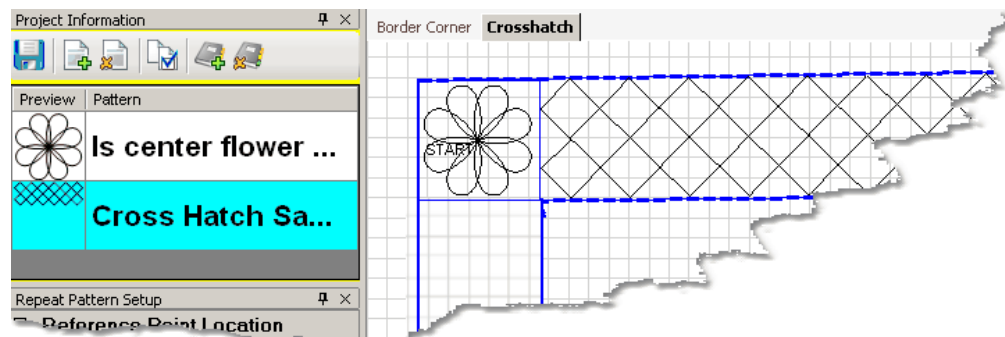 Project Information
Border Corner Crosshatch
Preview Pattern
Is center flower ...
START
Cross Hatch Sa...
Repeat Pattern Setup
Reference Point Location